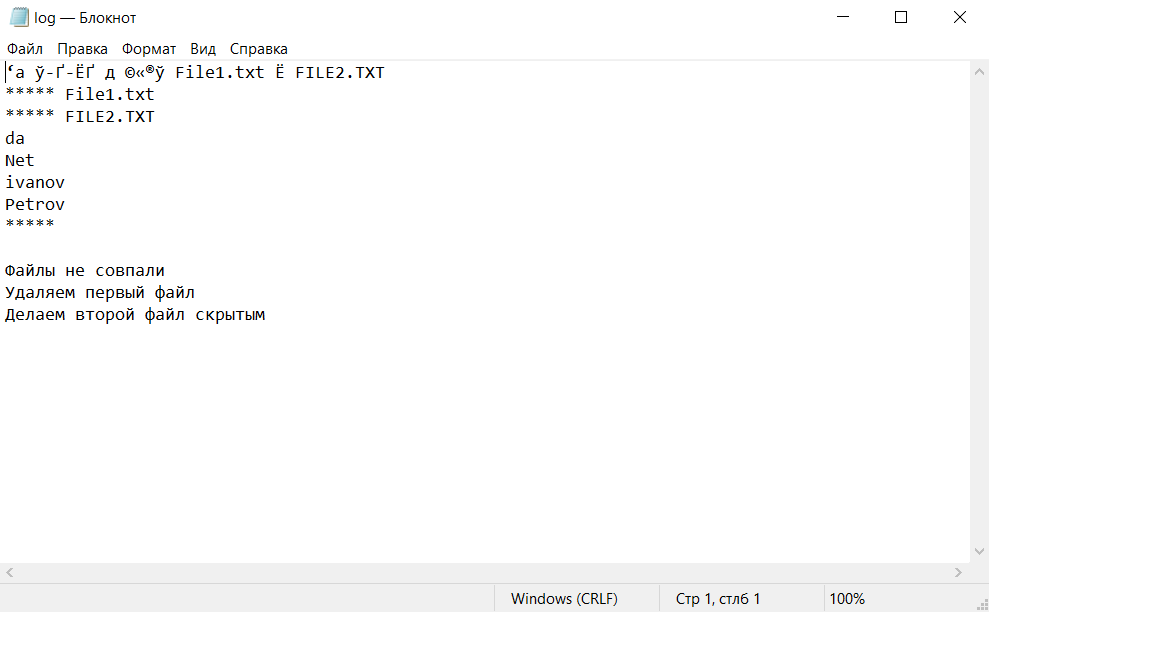 log — Блокнот
Файл Правка Формат Вид Справка
‘а ў-Ґ-ЁҐ д ©«®ў File1.txt Ё FILE2.TXT
***** File1.txt
***** FILE2.TXT
da
Net
ivanov
Petrov
*****
Файлы не совпали
Удаляем первый файл
Делаем второй файл скрытым
Windows (CRLF) Стр 1, стлб 1 100%